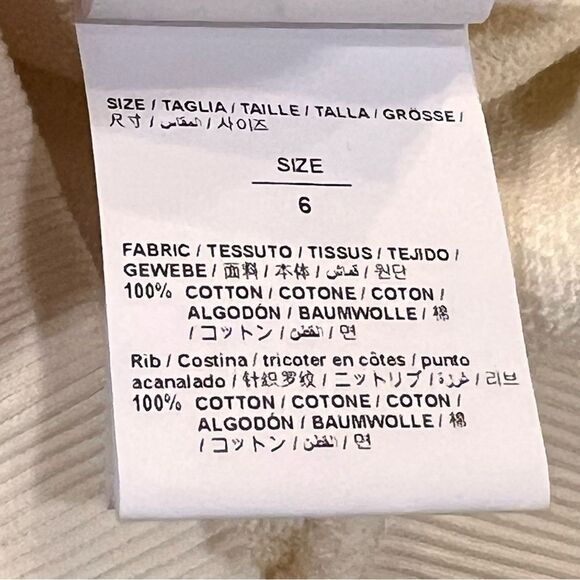 SIZE / TAGLIA / TAILLE / TALLA / GRÖSSE /
尺寸 / المقاس / 사이즈
SIZE
6
FABRIC / TESSUTO / TISSUS / TEJIDO /
GEWEBE / 面料 / 本体 / قماش / 원단
100% COTTON / COTONE / COTON /
ALGODÓN / BAUMWOLLE / 棉
/ コットン / القطن / 면
Rib / Costina / tricoter en côtes / punto
acanalado / 针织罗纹 / ニットリブ / غرزة / 리브
100% COTTON / COTONE / COTON /
ALGODÓN / BAUMWOLLE / 棉
/ コットン / القطن / 면